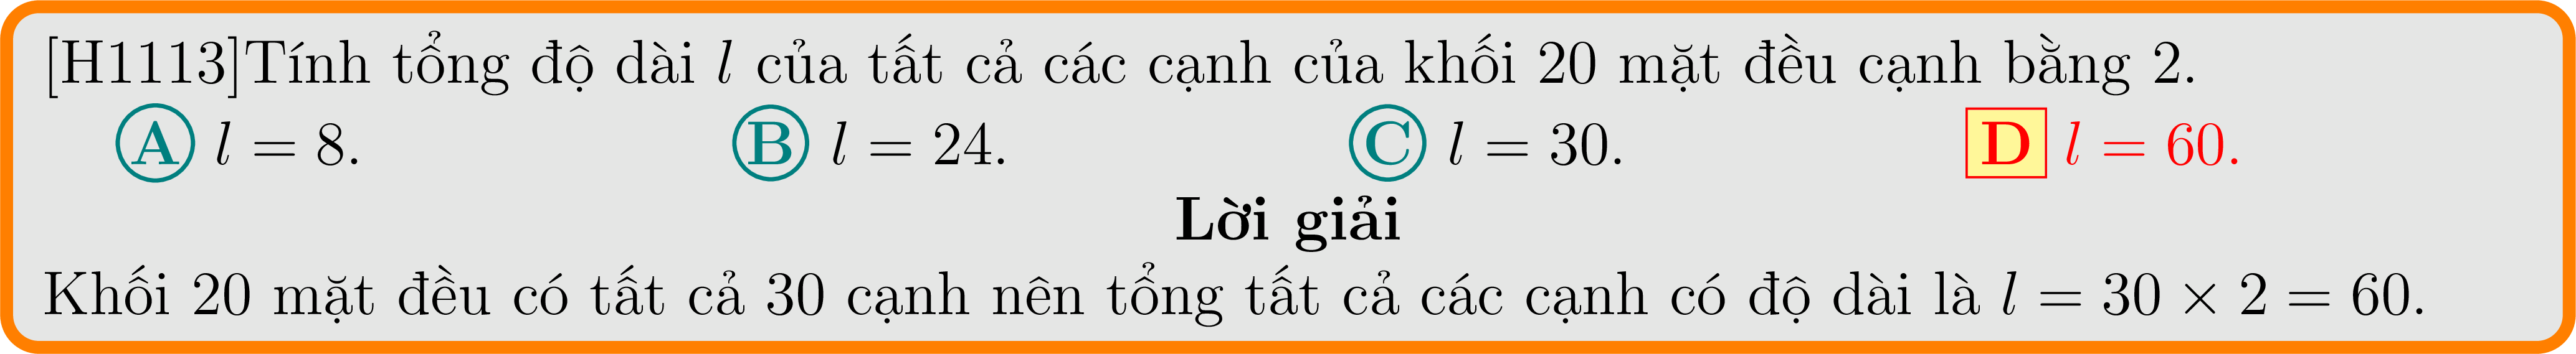 [H1113]Tính tổng độ dài l của tất cả các cạnh của khối 20 mặt đều cạnh bằng 2.
A l = 8. B l = 24. C l = 30. D l = 60.
Lời giải
Khối 20 mặt đều có tất cả 30 cạnh nên tổng tất cả các cạnh có độ dài là l = 30 × 2 = 60.